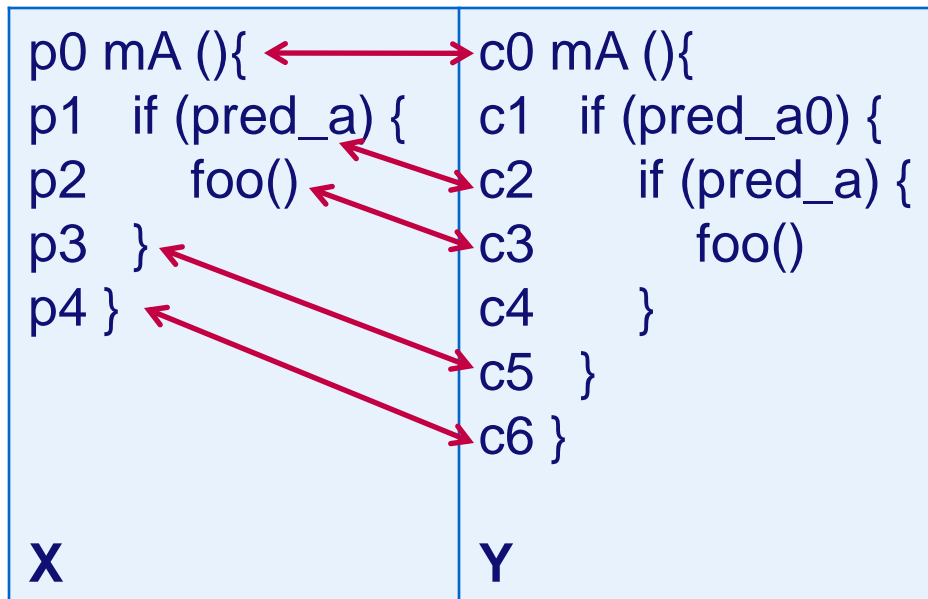 p0 mA (){
p1 if (pred_a) {
p2 foo()
p3 }
p4 }
X
c0 mA (){
c1 if (pred_a0) {
c2 if (pred_a) {
c3 foo()
c4 }
c5 }
c6 }
Y